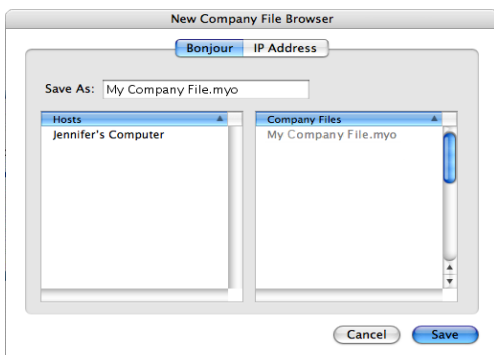 New Company File Browser
Bonjour IP Address
Save As: My Company File.myo
Hosts Company Files
Jennifer's Computer My Company File.myo
Cancel Save